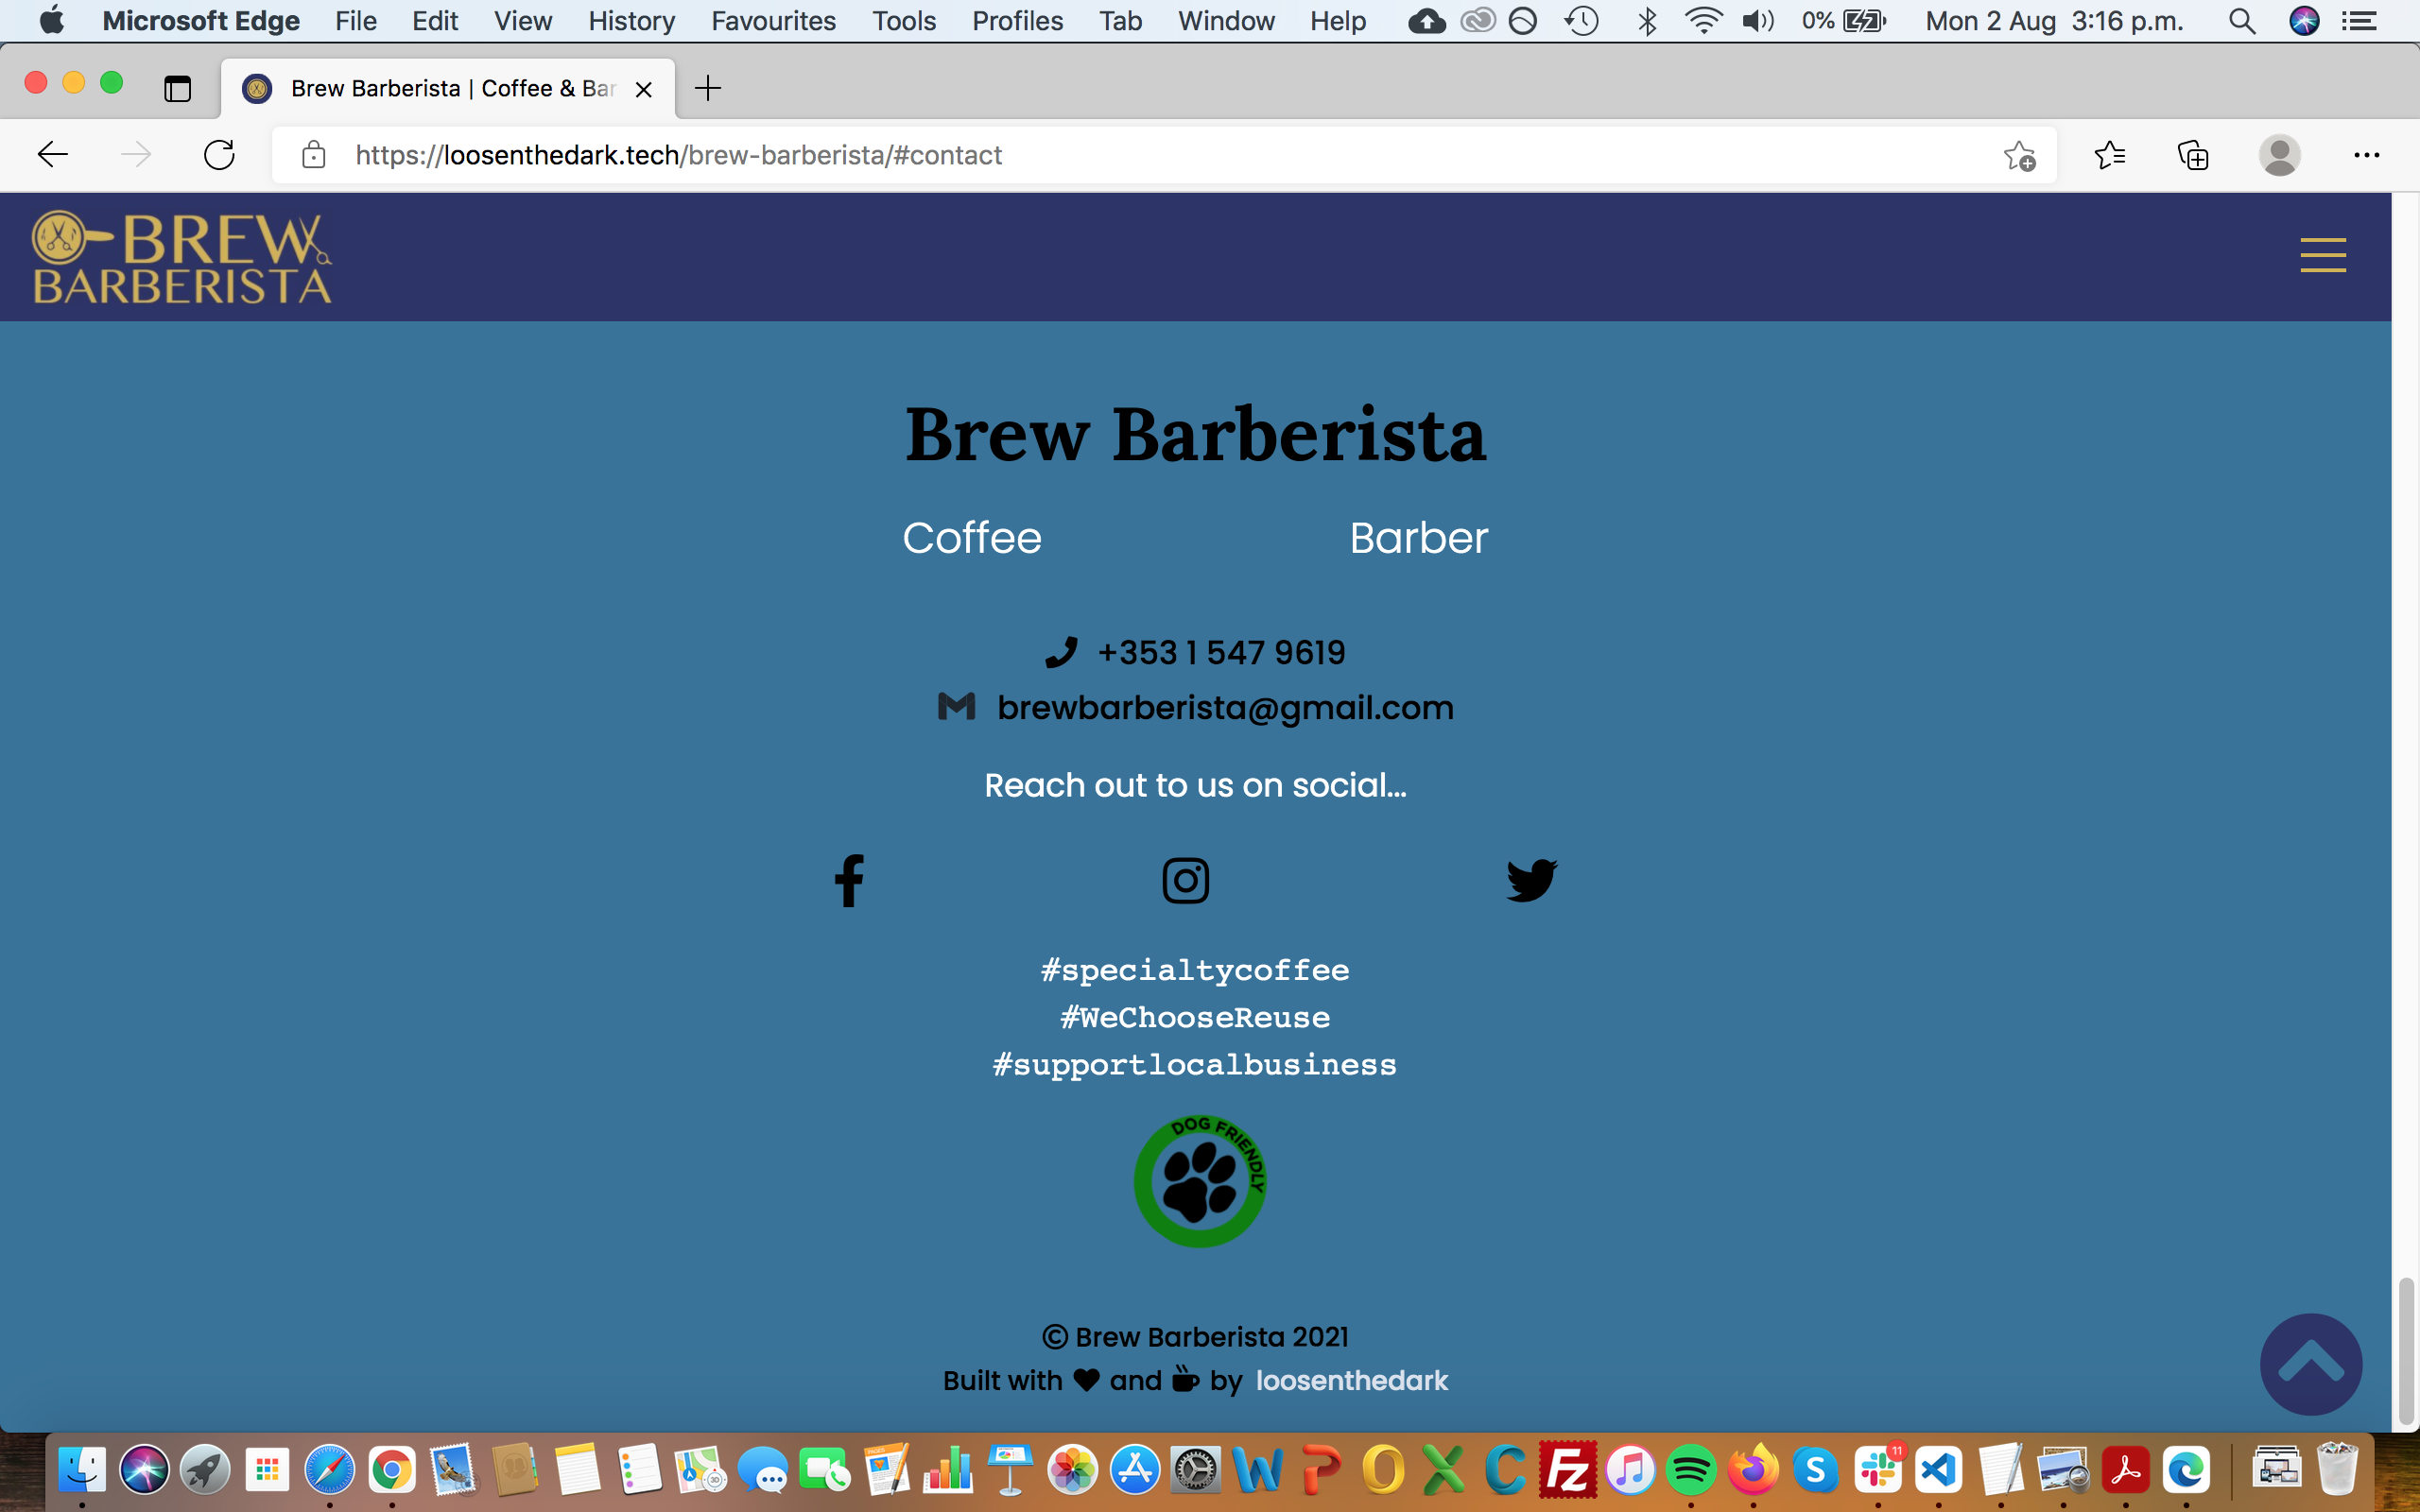 Microsoft Edge File Edit View History Favourites Tools Profiles Tab Window Help 0% Mon 2 Aug 3:16 p.m.
Brew Barberista | Coffee & Bar
https://loosenthedark.tech/brew-barberista/#contact
BREW
BARBERISTA
Brew Barberista
Coffee Barber
+353 1 547 9619
brewbarberista@gmail.com
Reach out to us on social...
#specialtycoffee
#WeChooseReuse
#supportlocalbusiness
DOG FRIENDLY
© Brew Barberista 2021
Built with and by loosenthedark
PAGES 3D W P O X C Fz S 11